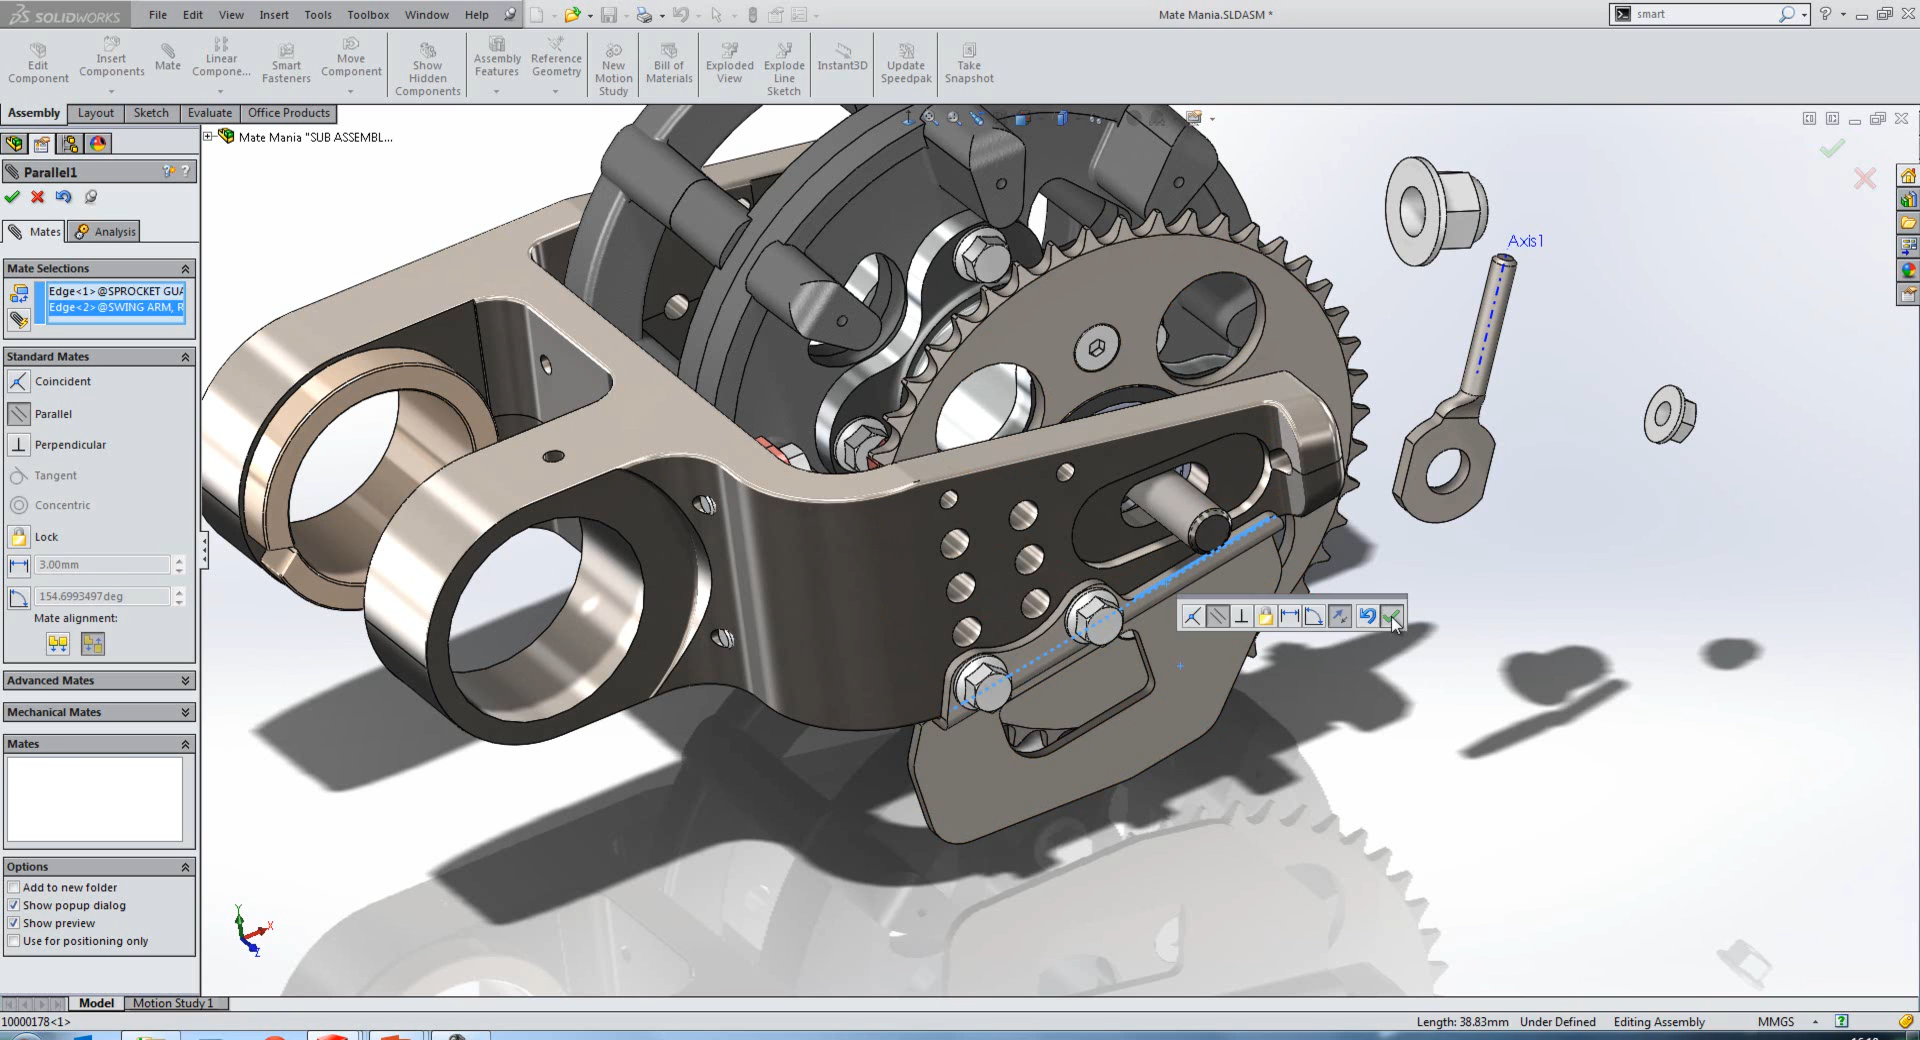 SOLIDWORKS File Edit View Insert Tools Toolbox Window Help Mate Mania.SLDASM * smart
Edit Component
Insert Components
Mate
Linear Compone...
Smart Fasteners
Move Component
Show Hidden Components
Assembly Features
Reference Geometry
New Motion Study
Bill of Materials
Exploded View
Explode Line Sketch
Instant3D
Update Speedpak
Take Snapshot
Assembly Layout Sketch Evaluate Office Products
Mate Mania "SUB ASSEMBL...
Parallel1
Mates Analysis
Mate Selections
Edge<1>@SPROCKET GUA
Edge<2>@SWING ARM, R
Standard Mates
Coincident
Parallel
Perpendicular
Tangent
Concentric
Lock
3.00mm
154.6993497deg
Mate alignment:
Advanced Mates
Mechanical Mates
Mates
Options
Add to new folder
Show popup dialog
Show preview
Use for positioning only
Axis1
Y
X
Z
Model Motion Study 1
10000178<1> Length: 38.83mm Under Defined Editing Assembly MMGS